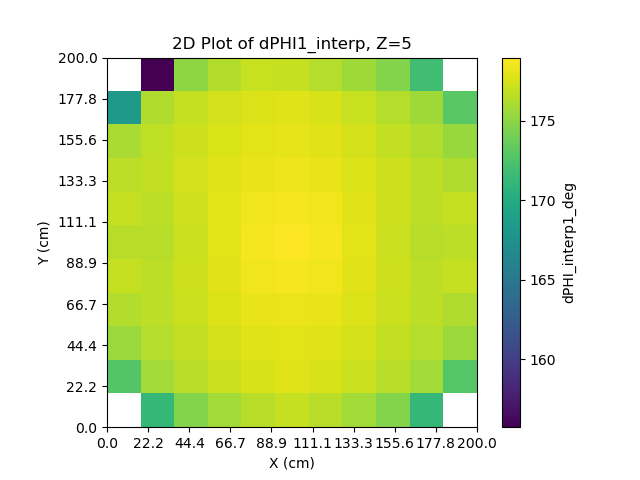 2D Plot of dPHI1_interp, Z=5
200.0
177.8
155.6
133.3
111.1
88.9
66.7
44.4
22.2
0.0
Y (cm)
0.0 22.2 44.4 66.7 88.9 111.1 133.3 155.6 177.8 200.0
X (cm)
175
170
165
160
dPHI_interp1_deg